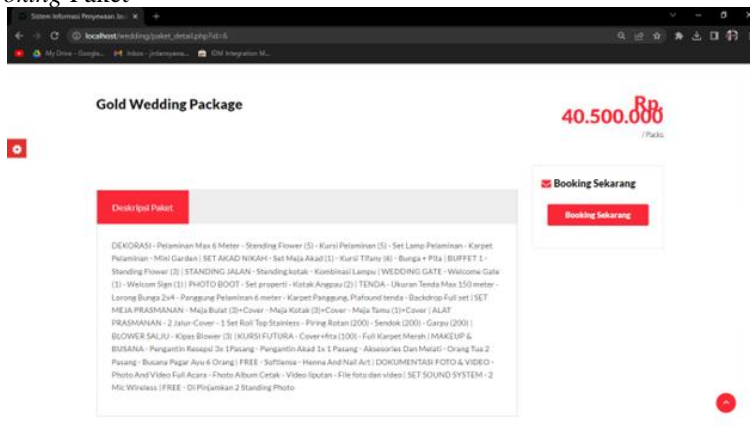 oking Paket
Sistem Informasi Penyewaan Jas
localhost/wedding/paket_detail.php?id=6
My Drive - Google... Inbox - jrdansyawa... IDM Integration M...
Gold Wedding Package
Rp.
40.500.000
/ Packs
Booking Sekarang
Deskripsi Paket
Booking Sekarang
DEKORASI - Pelaminan Max 6 Meter - Stending Flower (5) - Kursi Pelaminan (5) - Set Lamp Pelaminan - Karpet
Pelaminan - Mini Garden | SET AKAD NIKAH - Set Meja Akad (1) - Kursi Tifany (6) - Bunga + Pita | BUFFET 1 -
Standing Flower (3) | STANDING JALAN - Standing kotak - Kombinasi Lampu | WEDDING GATE - Welcome Gate
(1) - Welcom Sign (1) | PHOTO BOOT - Set properti - Kotak Angpau (2) | TENDA - Ukuran Tenda Max 150 meter -
Lorong Bunga 2x4 - Panggung Pelaminan 6 meter - Karpet Panggung, Plafound tenda - Backdrop Full set | SET
MEJA PRASMANAN - Meja Bulat (3)+Cover - Meja Kotak (3)+Cover - Meja Tamu (1)+Cover | ALAT
PRASMANAN - 2 Jalur-Cover - 1 Set Roll Top Stainless - Piring Rotan (200) - Sendok (200) - Garpu (200) |
BLOWER SALJU - Kipas Blower (3) | KURSI FUTURA - Cover+fita (100) - Full Karpet Merah | MAKEUP &
BUSANA - Pengantin Resepsi 3x 1Pasang - Pengantin Akad 1x 1 Pasang - Aksesories Dan Melati - Orang Tua 2
Pasang - Busana Pagar Ayu 6 Orang | FREE - Softlense - Henna And Nail Art | DOKUMENTASI FOTO & VIDEO -
Photo And Video Full Acara - Fhoto Album Cetak - Video liputan - File foto dan video | SET SOUND SYSTEM - 2
Mic Wireless | FREE - Di Pinjamkan 2 Standing Photo